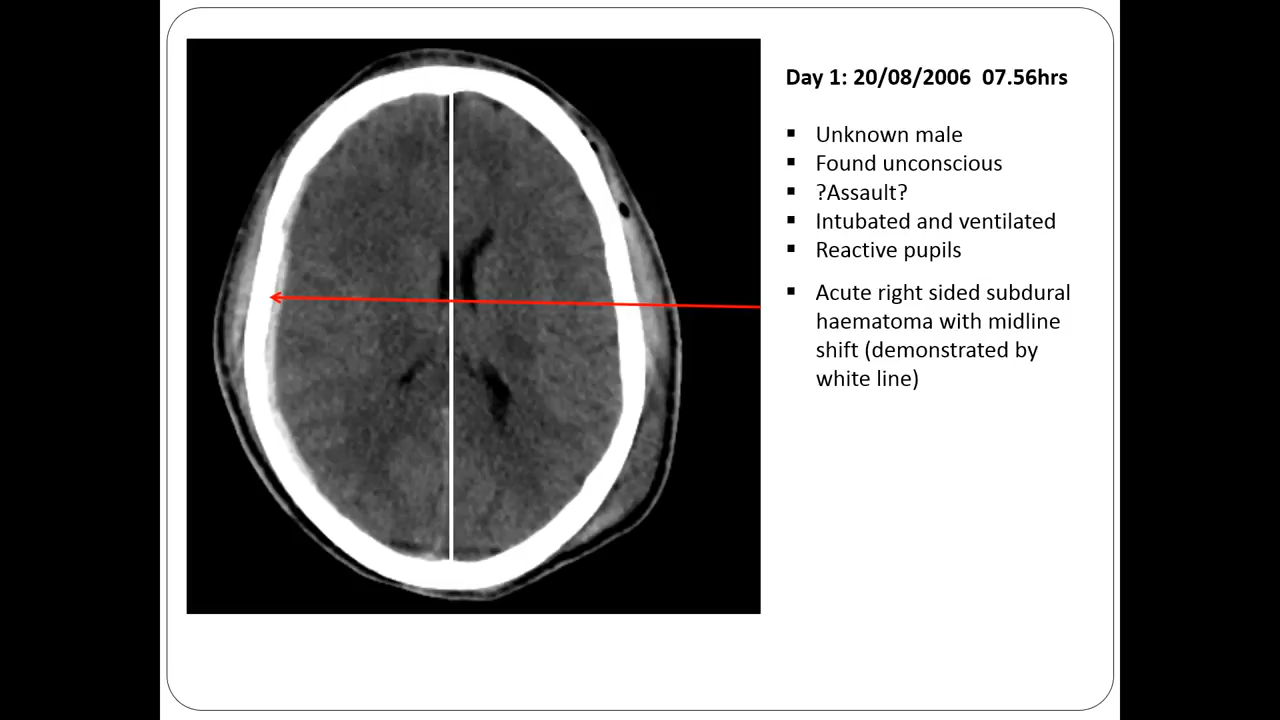 Day 1: 20/08/2006 07.56hrs
▪ Unknown male
▪ Found unconscious
▪ ?Assault?
▪ Intubated and ventilated
▪ Reactive pupils
▪ Acute right sided subdural
haematoma with midline
shift (demonstrated by
white line)